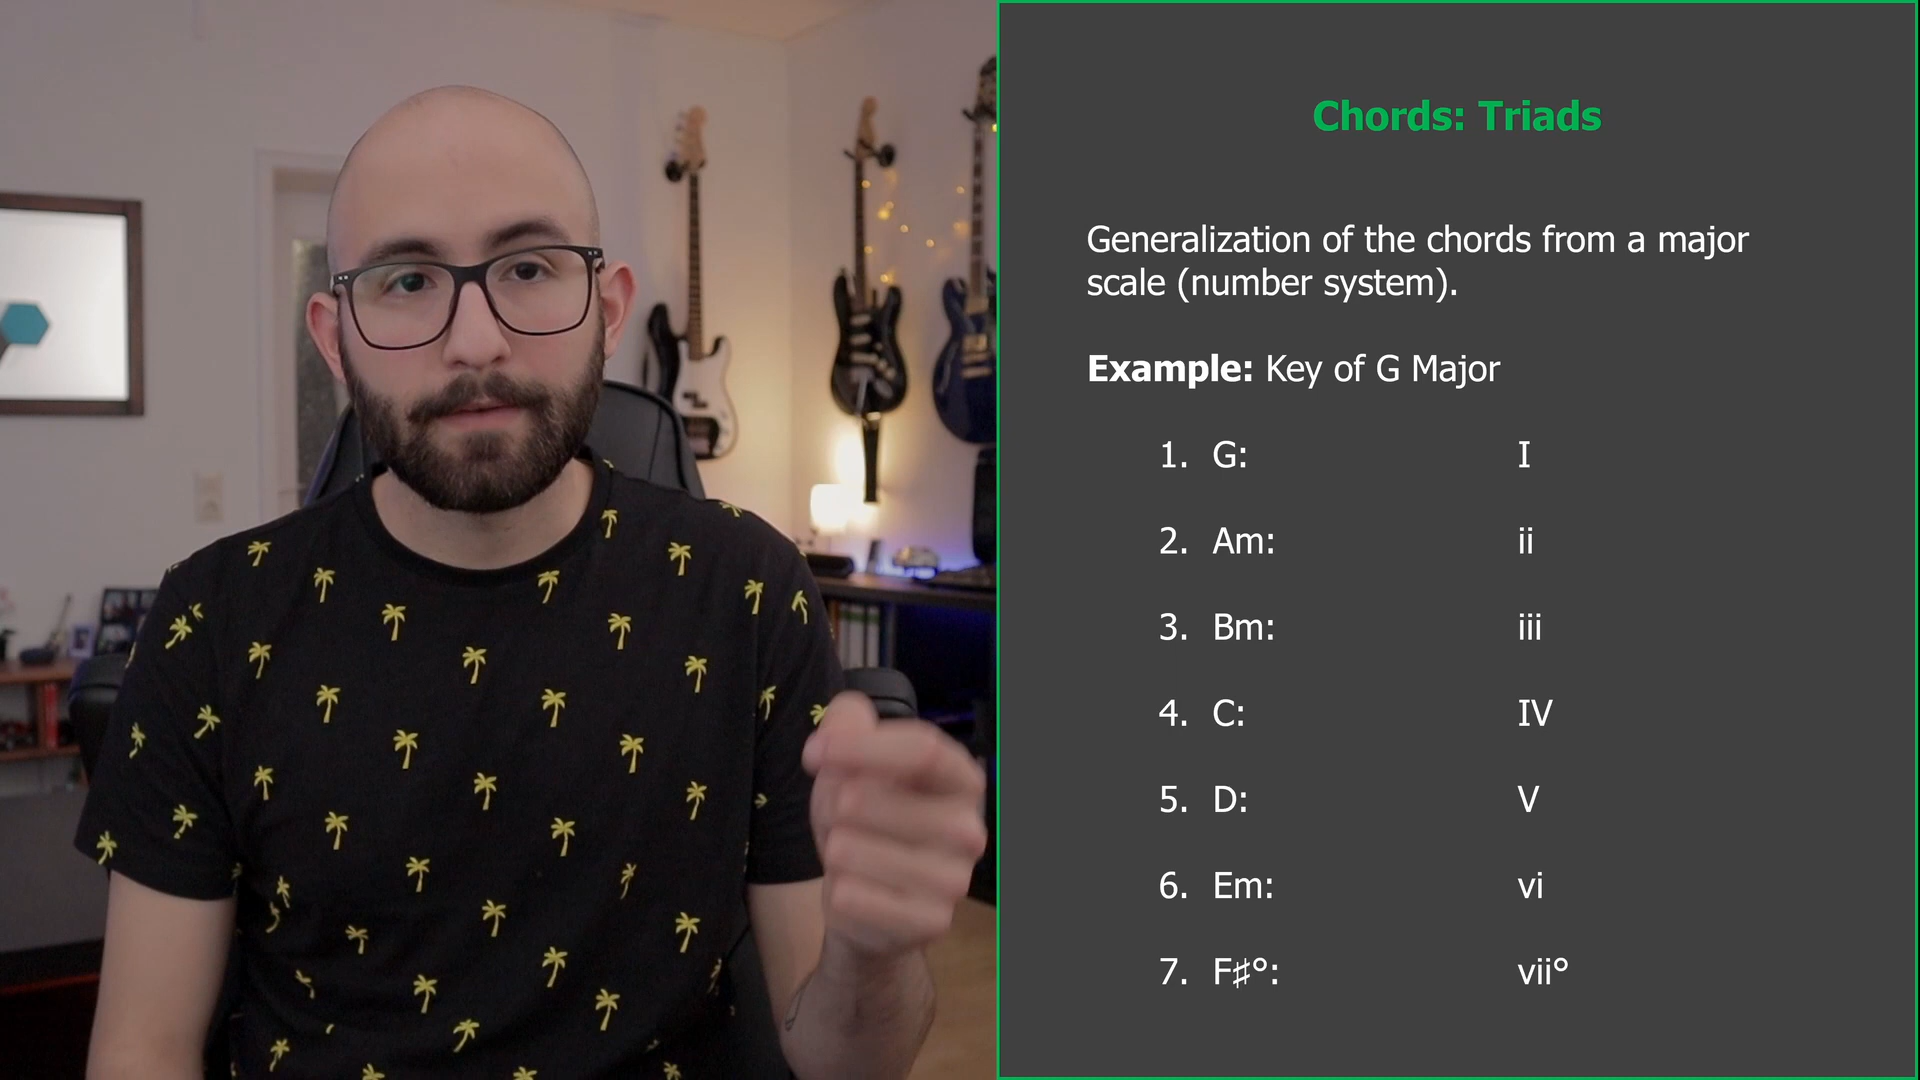 Chords: Triads
Generalization of the chords from a major
scale (number system).
Example: Key of G Major
1. G: I
2. Am: ii
3. Bm: iii
4. C: IV
5. D: V
6. Em: vi
7. F♯°: vii°